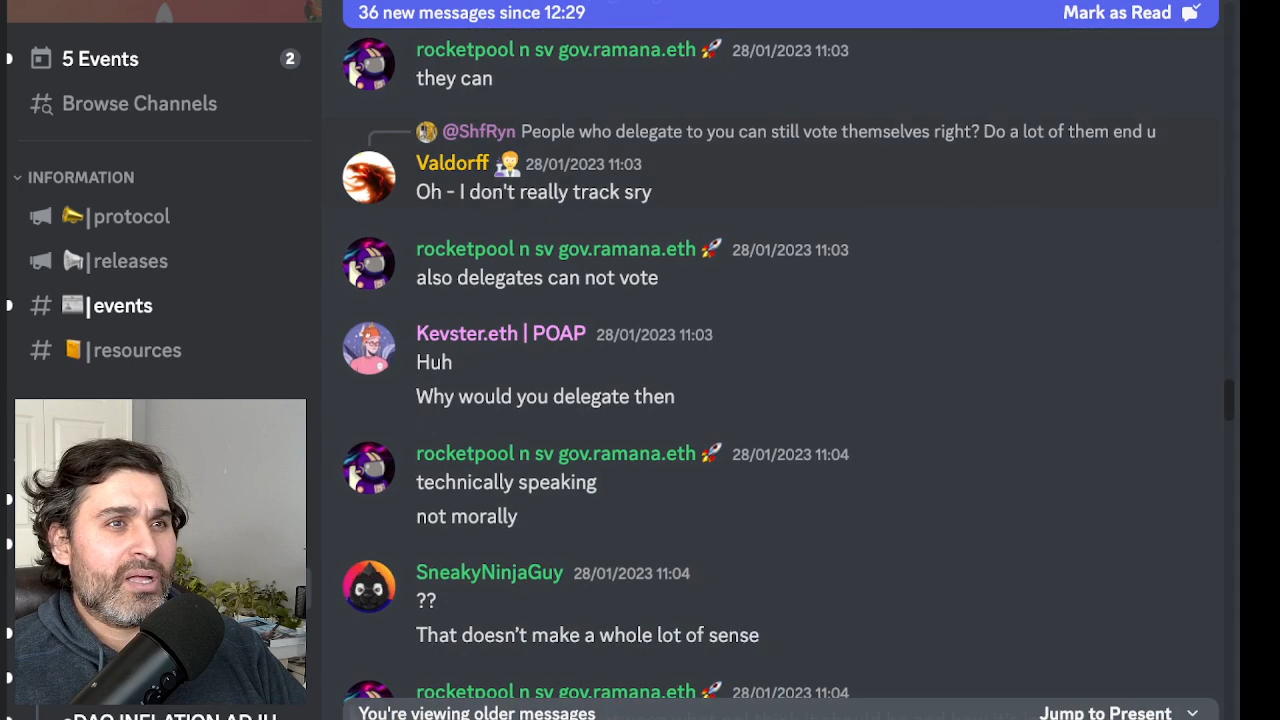 36 new messages since 12:29
Mark as Read
5 Events
2
Browse Channels
INFORMATION
protocol
releases
events
resources
rocketpool n sv gov.ramana.eth 🚀 28/01/2023 11:03
they can
@ShfRyn People who delegate to you can still vote themselves right? Do a lot of them end u
Valdorff 28/01/2023 11:03
Oh - I don't really track sry
rocketpool n sv gov.ramana.eth 🚀 28/01/2023 11:03
also delegates can not vote
Kevster.eth | POAP 28/01/2023 11:03
Huh
Why would you delegate then
rocketpool n sv gov.ramana.eth 🚀 28/01/2023 11:04
technically speaking
not morally
SneakyNinjaGuy 28/01/2023 11:04
??
That doesn't make a whole lot of sense
rocketpool n sv gov.ramana.eth 🚀 28/01/2023 11:04
You're viewing older messages
Jump to Present